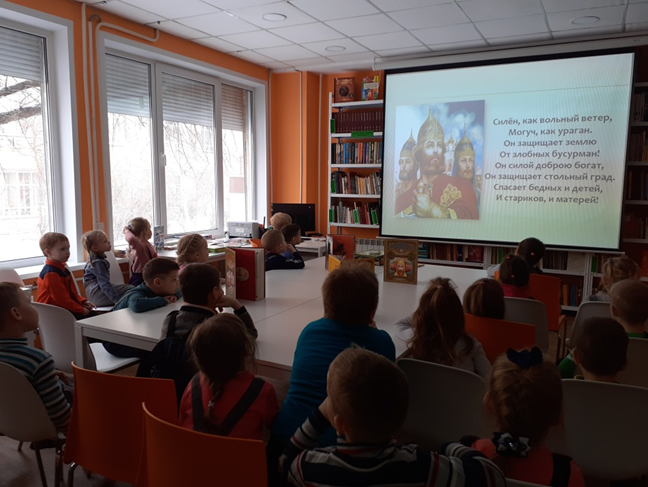 Силён, как вольный ветер,
Могуч, как ураган.
Он защищает землю
От злобных бусурман!
Он силой доброю богат,
Он защищает стольный град.
Спасает бедных и детей,
И стариков, и матерей!